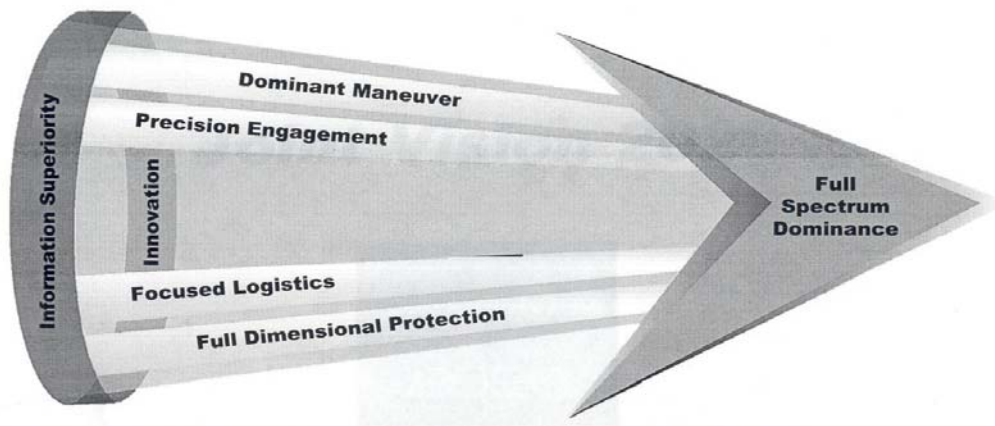 Information Superiority
Innovation
Dominant Maneuver
Precision Engagement
Focused Logistics
Full Dimensional Protection
Full
Spectrum
Dominance